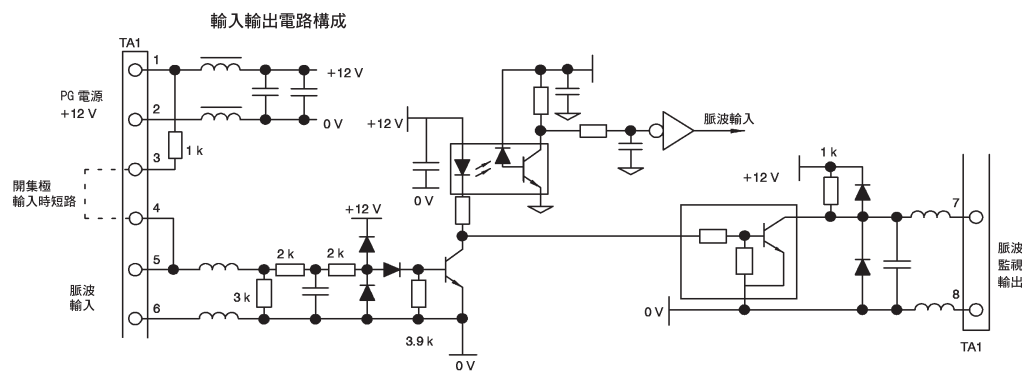 輸入輸出電路構成
TA1
1
+12 V
PG 電源
+12 V
2
0 V
1 k
3
開集極
輸入時短路
4
+12 V
0 V
脈波輸入
+12 V
2 k
2 k
5
3 k
脈波
輸入
6
3.9 k
0 V
1 k
+12 V
7
脈波
監視
輸出
0 V
8
TA1